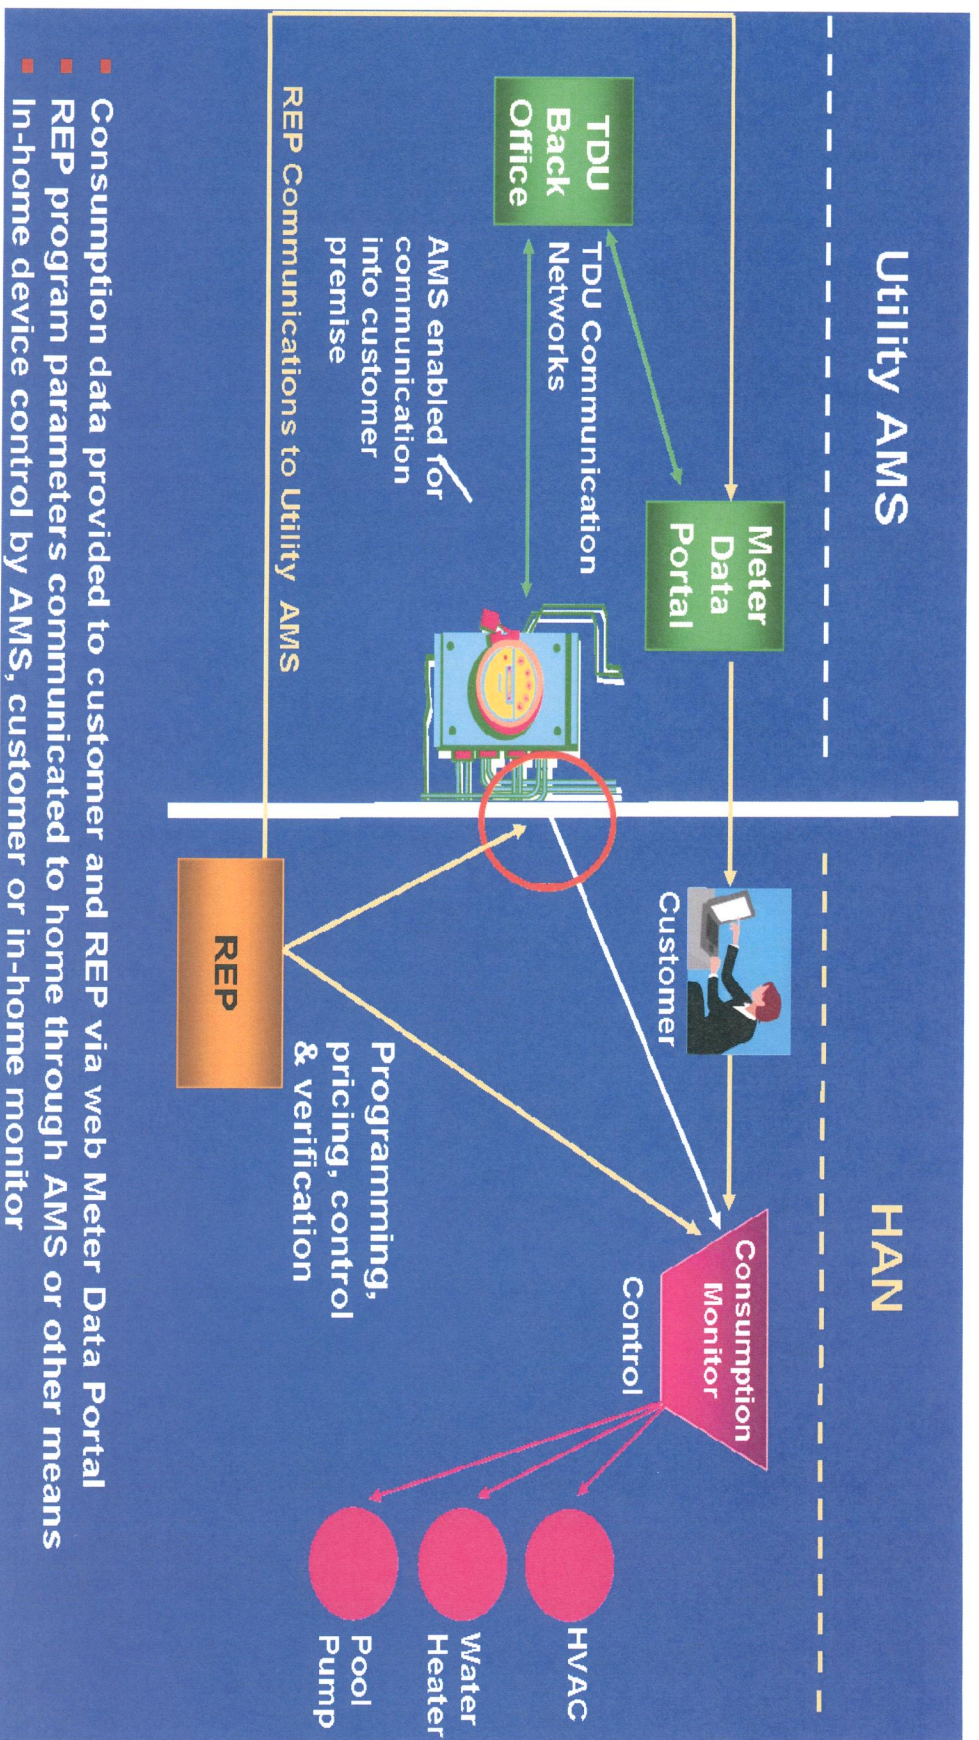 Utility AMS
HAN
Meter
Data
Portal
Customer
Consumption
Monitor
Control
TDU
Back
Office
TDU Communication
Networks
AMS enabled for
communication
into customer
premise
HVAC
Water
Heater
Pool
Pump
Programming,
pricing, control
& verification
REP Communications to Utility AMS
REP
Consumption data provided to customer and REP via web Meter Data Portal
REP program parameters communicated to home through AMS or other means
In-home device control by AMS, customer or in-home monitor